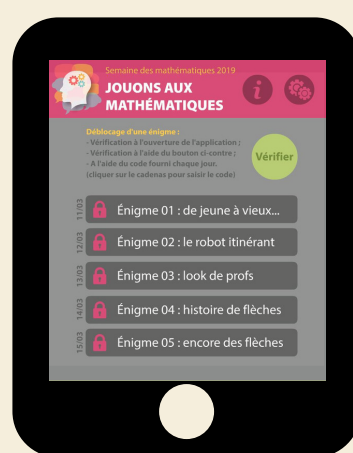 Semaine des mathématiques 2019
JOUONS AUX
MATHÉMATIQUES
i
Déblocage d'une énigme :
- Vérification à l'ouverture de l'application ;
- Vérification à l'aide du bouton ci-contre ;
- A l'aide du code fourni chaque jour.
(cliquer sur le cadenas pour saisir le code)
Vérifier
11/03 Énigme 01 : de jeune à vieux...
12/03 Énigme 02 : le robot itinérant
13/03 Énigme 03 : look de profs
14/03 Énigme 04 : histoire de flèches
15/03 Énigme 05 : encore des flèches